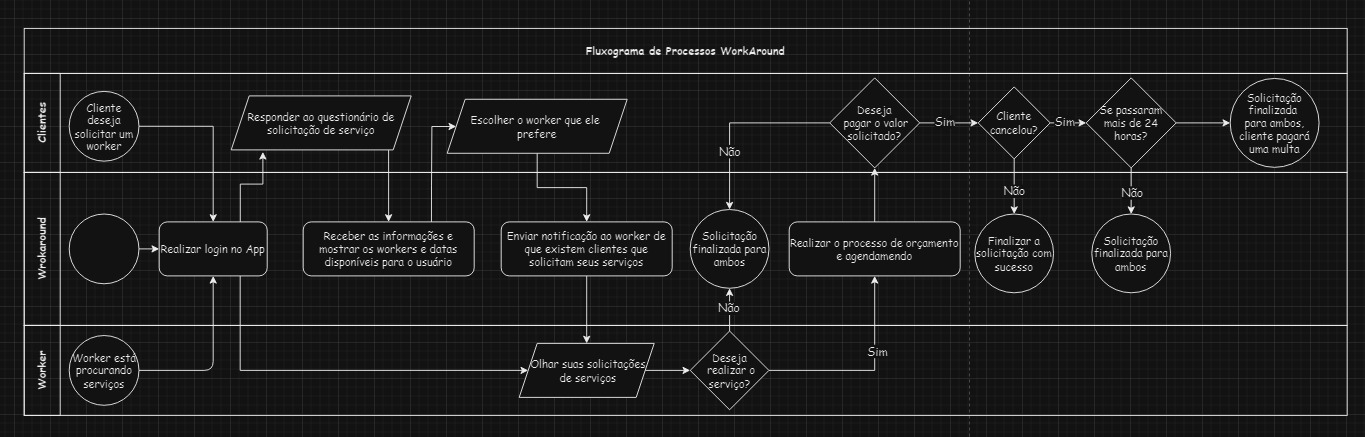 Fluxograma de Processos WorkAround
Clientes
Cliente
deseja
solicitar um
worker
Responder ao questionário de
solicitação de serviço
Escolher o worker que ele
prefere
Deseja
pagar o valor
solicitado?
Sim
Cliente
cancelou?
Sim
Se passaram
mais de 24
horas?
Solicitação
finalizada
para ambos,
cliente pagará
uma multa
Não
Não
Não
Wrokaround
Realizar login no App
Receber as informações e
mostrar os workers e datas
disponíveis para o usuário
Enviar notificação ao worker de
que existem clientes que
solicitam seus serviços
Solicitação
finalizada para
ambos
Realizar o processo de orçamento
e agendamendo
Finalizar a
solicitação com
sucesso
Solicitação
finalizada para
ambos
Não
Worker
Worker está
procurando
serviços
Olhar suas solicitações
de serviços
Deseja
realizar o
serviço?
Sim